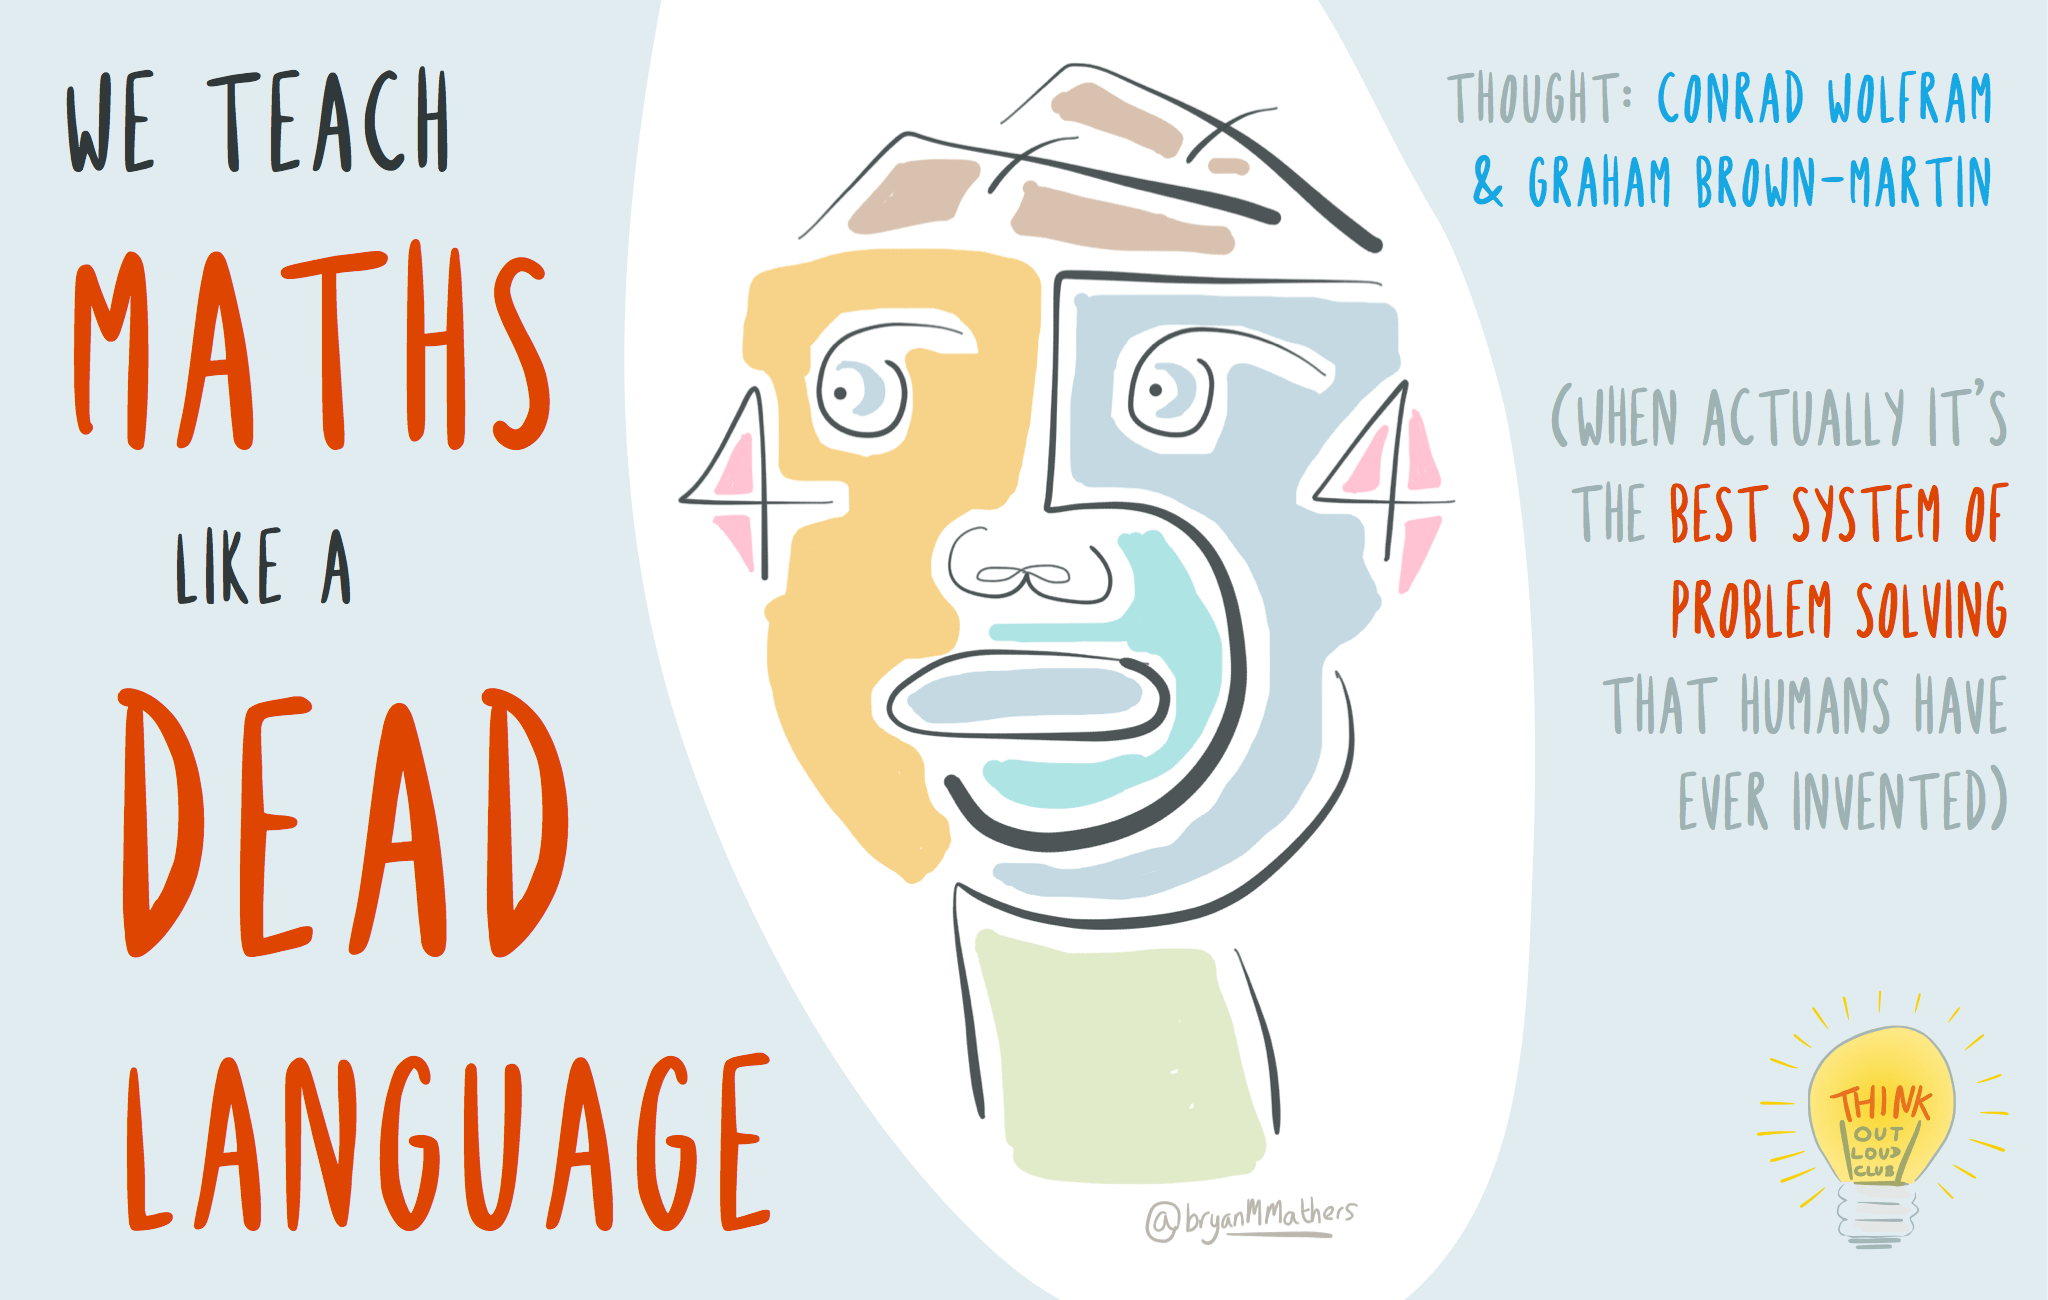 WE TEACH
MATHS
LIKE A
DEAD
LANGUAGE
THOUGHT: CONRAD WOLFRAM
& GRAHAM BROWN-MARTIN
(WHEN ACTUALLY IT'S
THE BEST SYSTEM OF
PROBLEM SOLVING
THAT HUMANS HAVE
EVER INVENTED)
THINK
OUT
LOUD
CLUB
@bryanMMathers